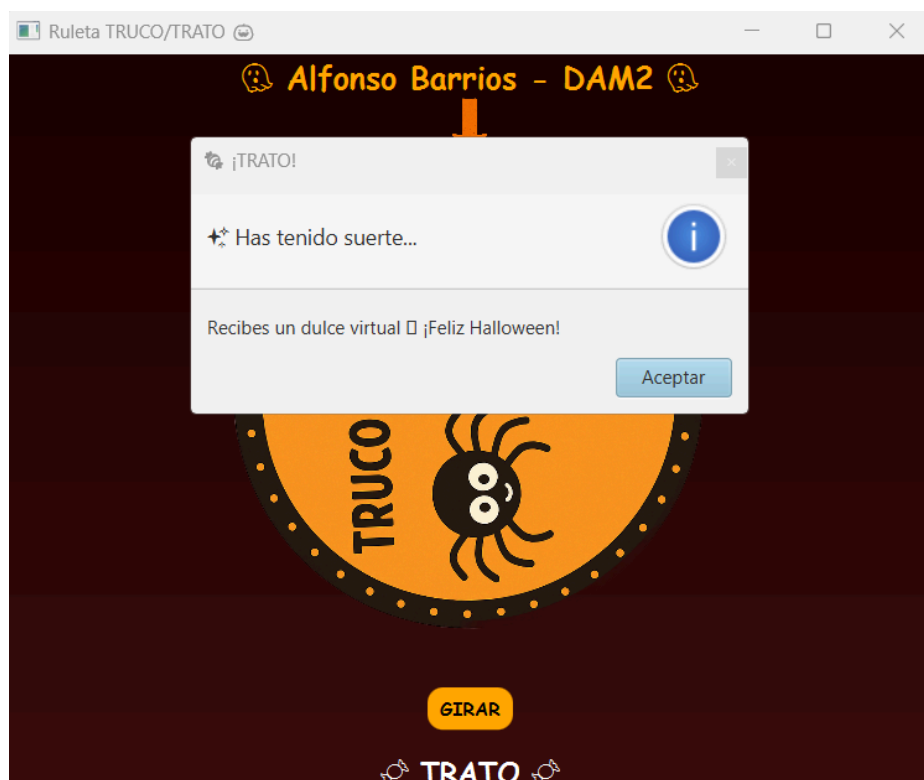 Ruleta TRUCO/TRATO 🎃
👻 Alfonso Barrios - DAM2 👻
🍬 ¡TRATO!
✨ Has tenido suerte...
Recibes un dulce virtual ▯ ¡Feliz Halloween!
Aceptar
TRUCO
GIRAR
🍬 TRATO 🍬